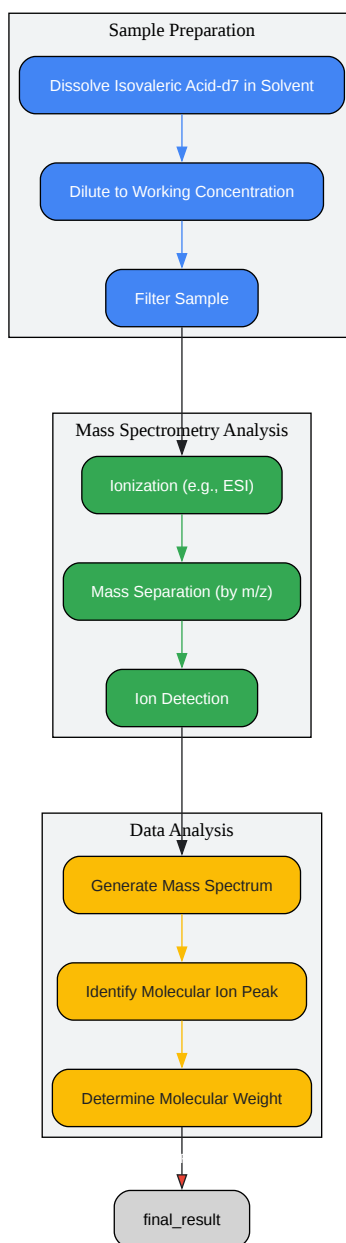 Sample Preparation
Dissolve Isovaleric Acid-d7 in Solvent
Dilute to Working Concentration
Filter Sample
Mass Spectrometry Analysis
Ionization (e.g., ESI)
Mass Separation (by m/z)
Ion Detection
Data Analysis
Generate Mass Spectrum
Identify Molecular Ion Peak
Determine Molecular Weight
final_result